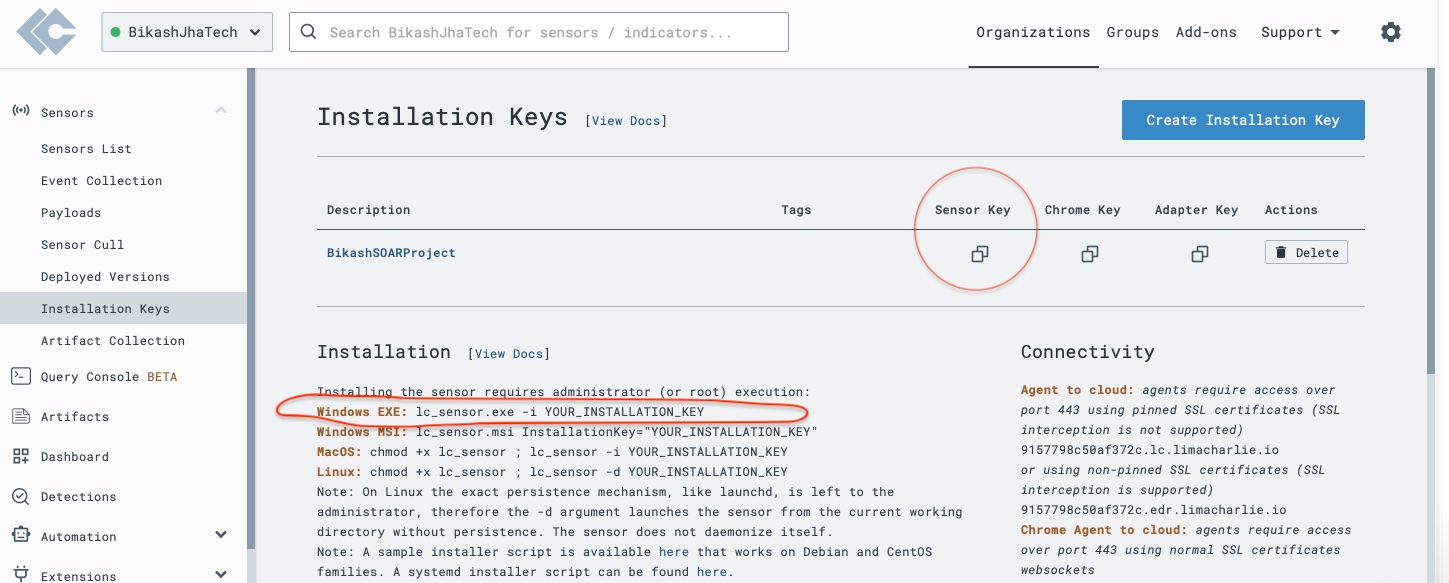 BikashJhaTech
Search BikashJhaTech for sensors / indicators...
Organizations
Groups
Add-ons
Support
Sensors
Sensors List
Event Collection
Payloads
Sensor Cull
Deployed Versions
Installation Keys
Artifact Collection
Query Console BETA
Artifacts
Dashboard
Detections
Automation
Extensions
Installation Keys [View Docs]
Create Installation Key
Description Tags Sensor Key Chrome Key Adapter Key Actions
BikashSOARProject Delete
Installation [View Docs]
Installing the sensor requires administrator (or root) execution:
Windows EXE: lc_sensor.exe -i YOUR_INSTALLATION_KEY
Windows MSI: lc_sensor.msi InstallationKey="YOUR_INSTALLATION_KEY"
MacOS: chmod +x lc_sensor ; lc_sensor -i YOUR_INSTALLATION_KEY
Linux: chmod +x lc_sensor ; lc_sensor -d YOUR_INSTALLATION_KEY
Note: On Linux the exact persistence mechanism, like launchd, is left to the
administrator, therefore the -d argument launches the sensor from the current working
directory without persistence. The sensor does not daemonize itself.
Note: A sample installer script is available here that works on Debian and CentOS
families. A systemd installer script can be found here.
Connectivity
Agent to cloud: agents require access over
port 443 using pinned SSL certificates (SSL
interception is not supported)
9157798c50af372c.lc.limacharlie.io
or using non-pinned SSL certificates (SSL
interception is supported)
9157798c50af372c.edr.limacharlie.io
Chrome Agent to cloud: agents require access
over port 443 using normal SSL certificates
websockets